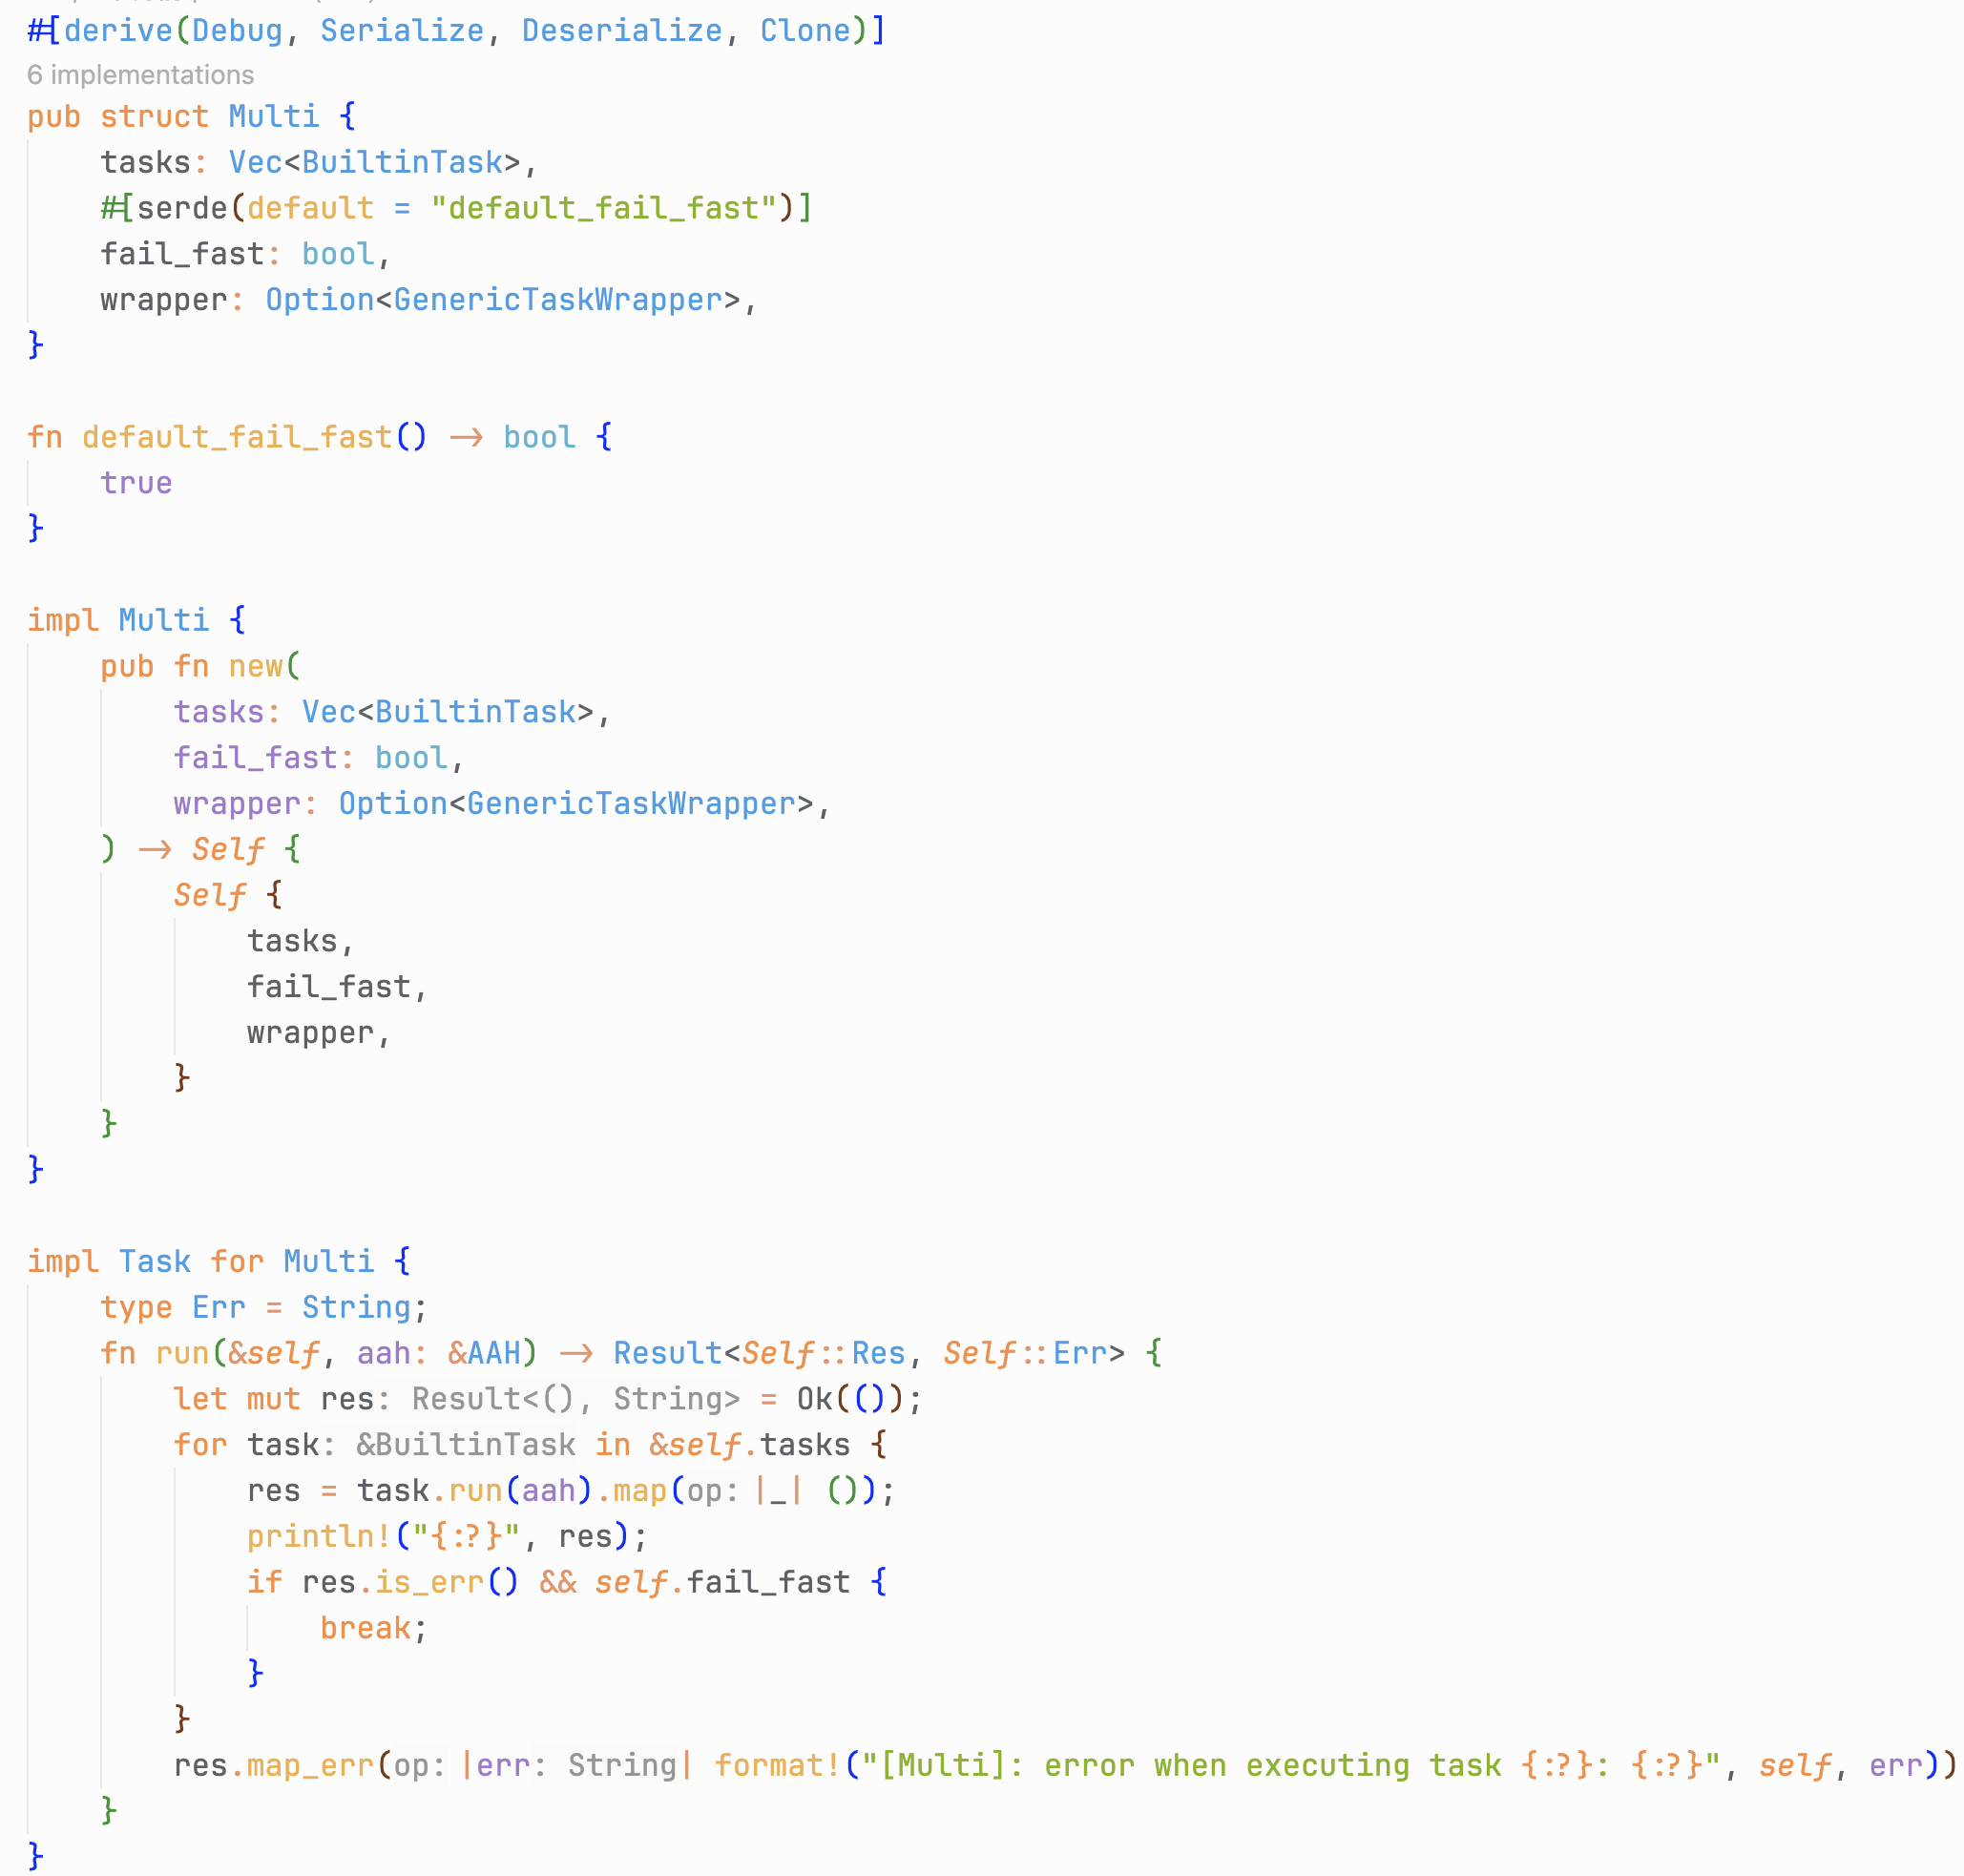 #[derive(Debug, Serialize, Deserialize, Clone)]
6 implementations
pub struct Multi {
    tasks: Vec<BuiltinTask>,
    #[serde(default = "default_fail_fast")]
    fail_fast: bool,
    wrapper: Option<GenericTaskWrapper>,
}

fn default_fail_fast() -> bool {
    true
}

impl Multi {
    pub fn new(
        tasks: Vec<BuiltinTask>,
        fail_fast: bool,
        wrapper: Option<GenericTaskWrapper>,
    ) -> Self {
        Self {
            tasks,
            fail_fast,
            wrapper,
        }
    }
}

impl Task for Multi {
    type Err = String;
    fn run(&self, aah: &AAH) -> Result<Self::Res, Self::Err> {
        let mut res: Result<(), String> = Ok(());
        for task: &BuiltinTask in &self.tasks {
            res = task.run(aah).map(op: |_| ());
            println!("{:?}", res);
            if res.is_err() && self.fail_fast {
                break;
            }
        }
        res.map_err(op: |err: String| format!("[Multi]: error when executing task {:?}: {:?}", self, err))
    }
}